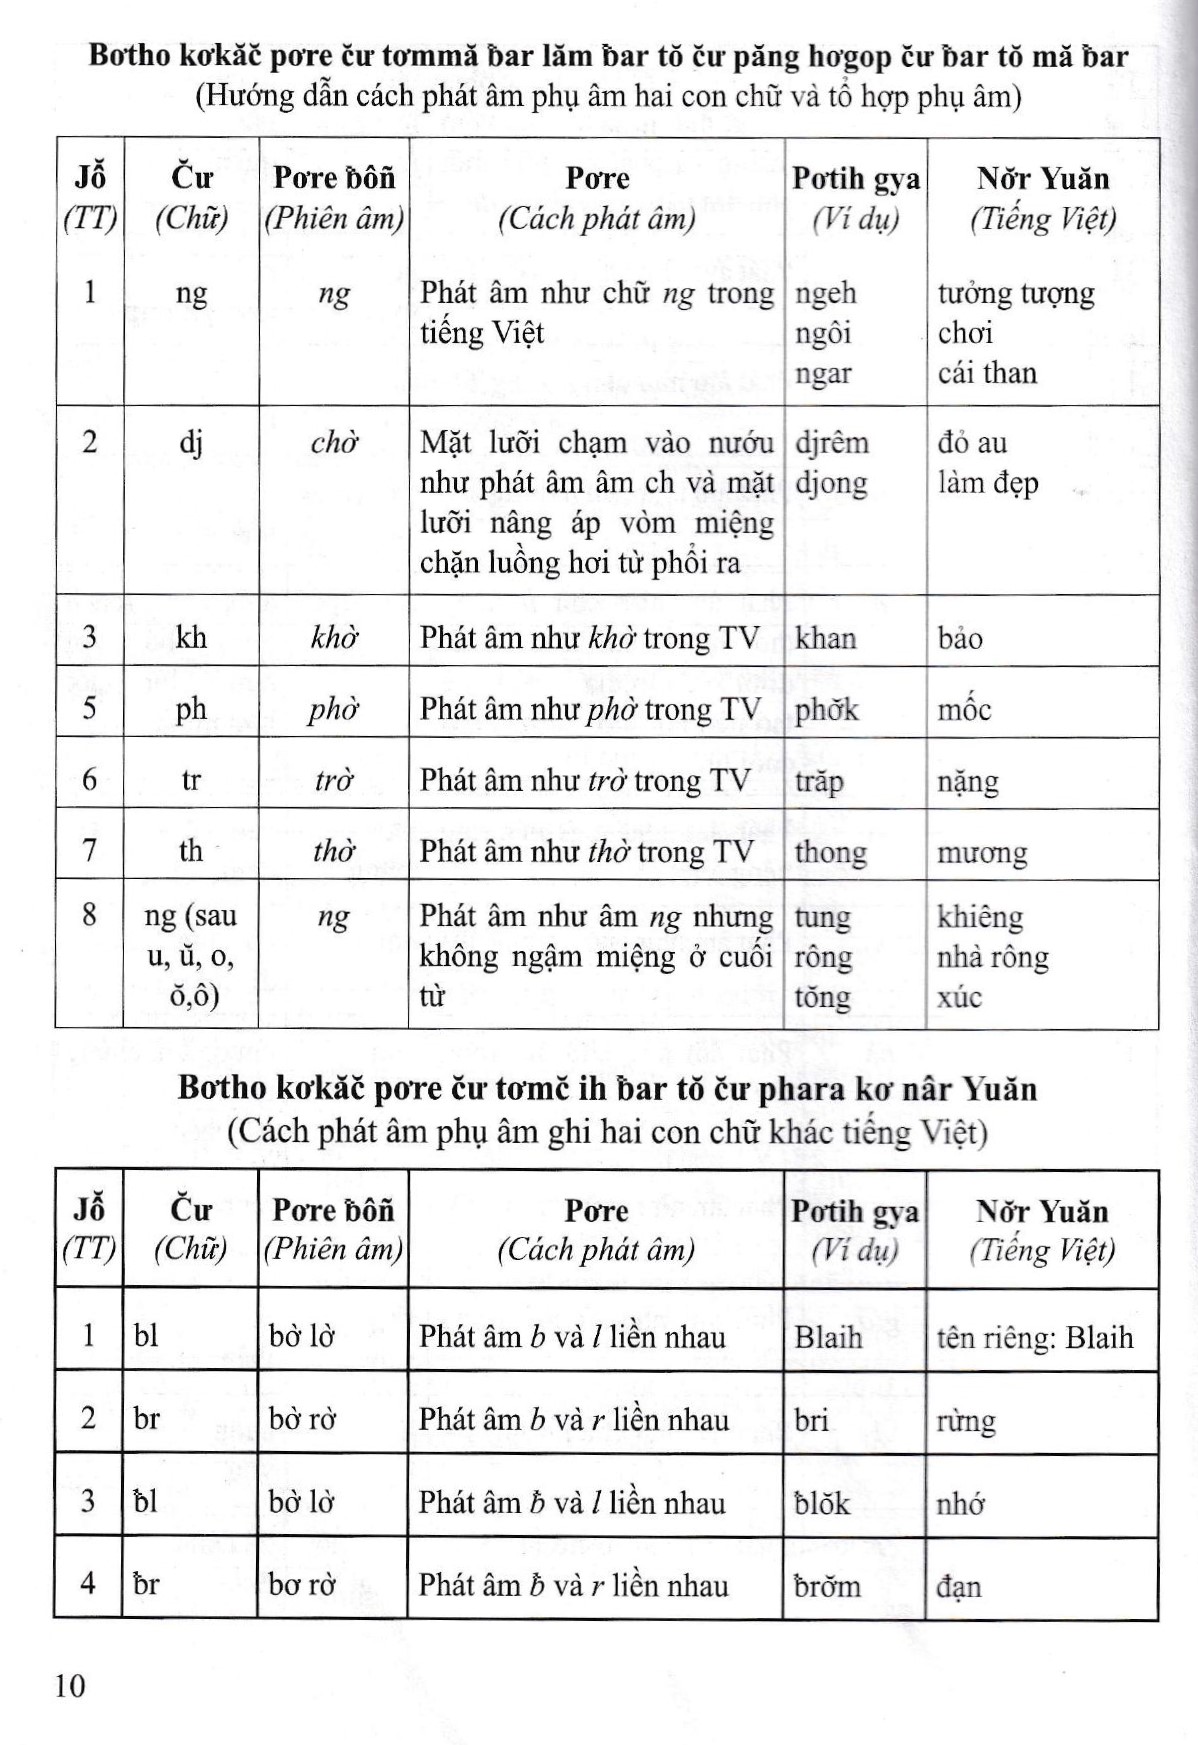 Bơtho kơkăč pơre čư tơmmă ƀar lăm ƀar tŏ čư păng hơgop čư ƀar tŏ mă ƀar
(Hướng dẫn cách phát âm phụ âm hai con chữ và tổ hợp phụ âm)
Jỗ Čư Pơre ƀôñ Pơre Pơtih gya Nơ̆r Yuăn
(TT) (Chữ) (Phiên âm) (Cách phát âm) (Ví dụ) (Tiếng Việt)
1 ng ng Phát âm như chữ ng trong ngeh tưởng tượng
tiếng Việt ngôi chơi
ngar cái than
2 dj chờ Mặt lưỡi chạm vào nướu djrêm đỏ au
như phát âm âm ch và mặt djong làm đẹp
lưỡi nâng áp vòm miệng
chặn luồng hơi từ phổi ra
3 kh khờ Phát âm như khờ trong TV khan bảo
5 ph phờ Phát âm như phờ trong TV phơ̆k mốc
6 tr trờ Phát âm như trờ trong TV trăp nặng
7 th thờ Phát âm như thờ trong TV thong mương
8 ng (sau ng Phát âm như âm ng nhưng tung khiêng
u, ŭ, o, không ngậm miệng ở cuối rông nhà rông
ŏ,ô) từ tŏng xúc
Bơtho kơkăč pơre čư tơmč ih ƀar tŏ čư phara kơ nâr Yuăn
(Cách phát âm phụ âm ghi hai con chữ khác tiếng Việt)
Jỗ Čư Pơre ƀôñ Pơre Pơtih gya Nơ̆r Yuăn
(TT) (Chữ) (Phiên âm) (Cách phát âm) (Ví dụ) (Tiếng Việt)
1 bl bờ lờ Phát âm b và l liền nhau Blaih tên riêng: Blaih
2 br bờ rờ Phát âm b và r liền nhau bri rừng
3 ƀl bờ lờ Phát âm ƀ và l liền nhau ƀlŏk nhớ
4 ƀr bơ rờ Phát âm ƀ và r liền nhau ƀrơ̆m đạn
10